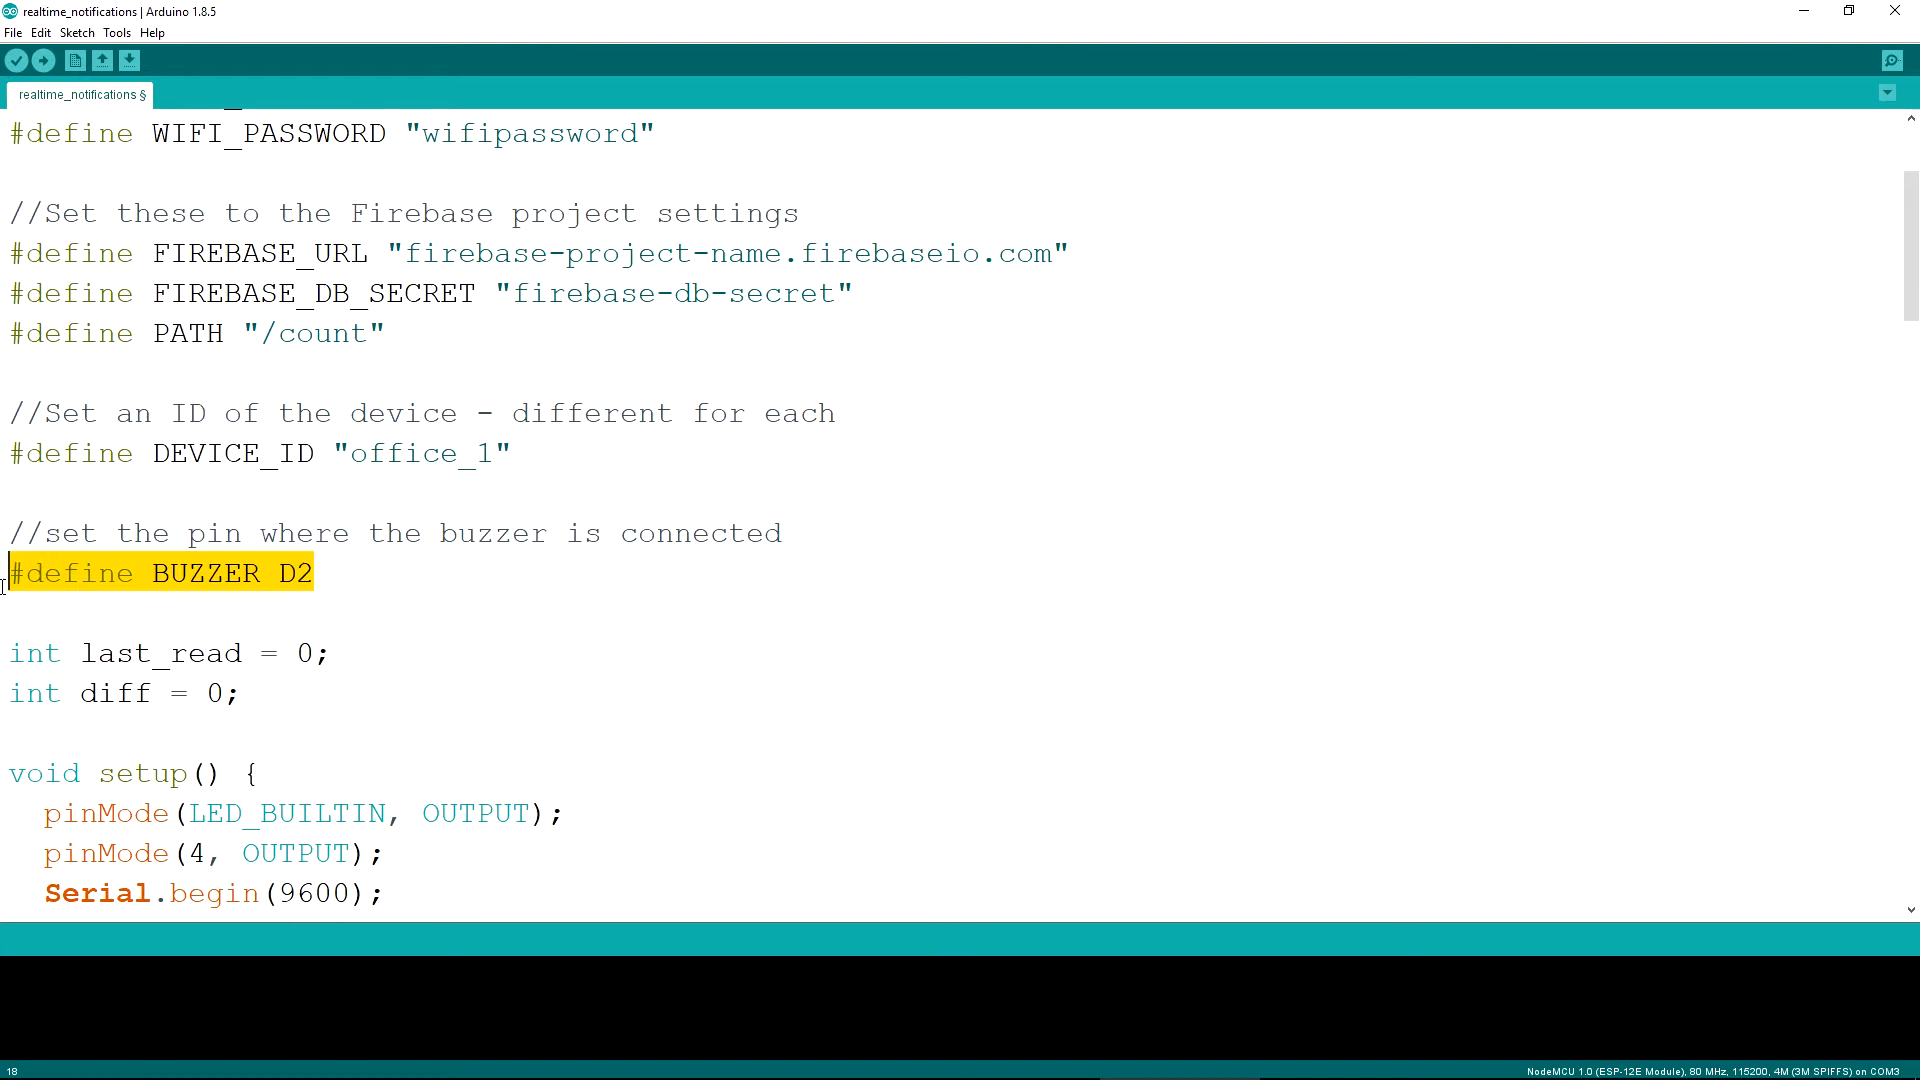 realtime_notifications | Arduino 1.8.5
File Edit Sketch Tools Help
realtime_notifications §
#define WIFI_PASSWORD "wifipassword"
//Set these to the Firebase project settings
#define FIREBASE_URL "firebase-project-name.firebaseio.com"
#define FIREBASE_DB_SECRET "firebase-db-secret"
#define PATH "/count"
//Set an ID of the device - different for each
#define DEVICE_ID "office_1"
//set the pin where the buzzer is connected
#define BUZZER D2
int last_read = 0;
int diff = 0;
void setup() {
pinMode(LED_BUILTIN, OUTPUT);
pinMode(4, OUTPUT);
Serial.begin(9600);
18 NodeMCU 1.0 (ESP-12E Module), 80 MHz, 115200, 4M (3M SPIFFS) on COM3